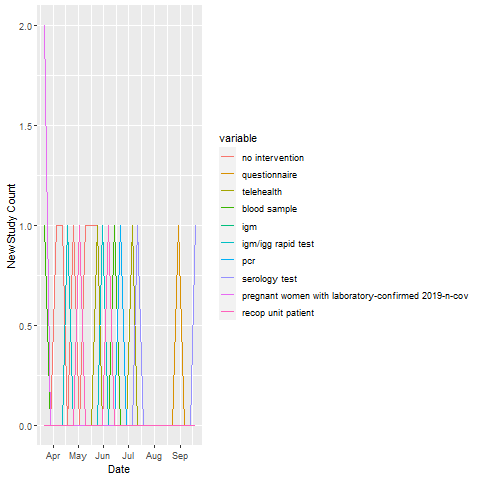 2.0
1.5
1.0
0.5
0.0
NewStudy Count
Apr May Jun Jul Aug Sep
Date
variable
no intervention
questionnaire
telehealth
blood sample
igm
igm/igg rapid test
pcr
serology test
pregnant women with laboratory-confirmed 2019-n-cov
recop unit patient